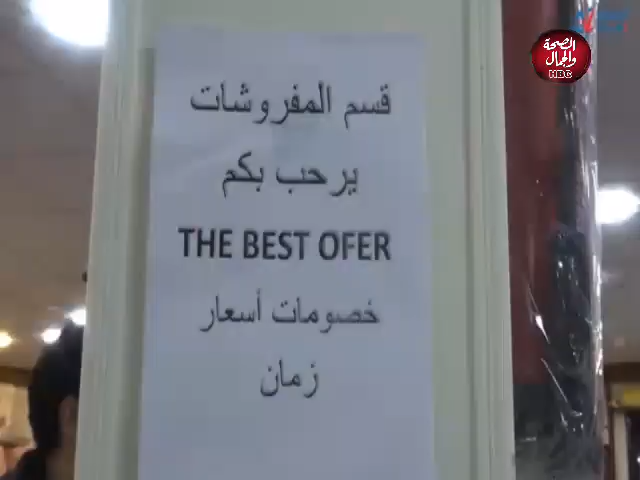 الصحة
والجمال
HBC
قسم المفروشات
يرحب بكم
THE BEST OFER
خصومات أسعار
زمان